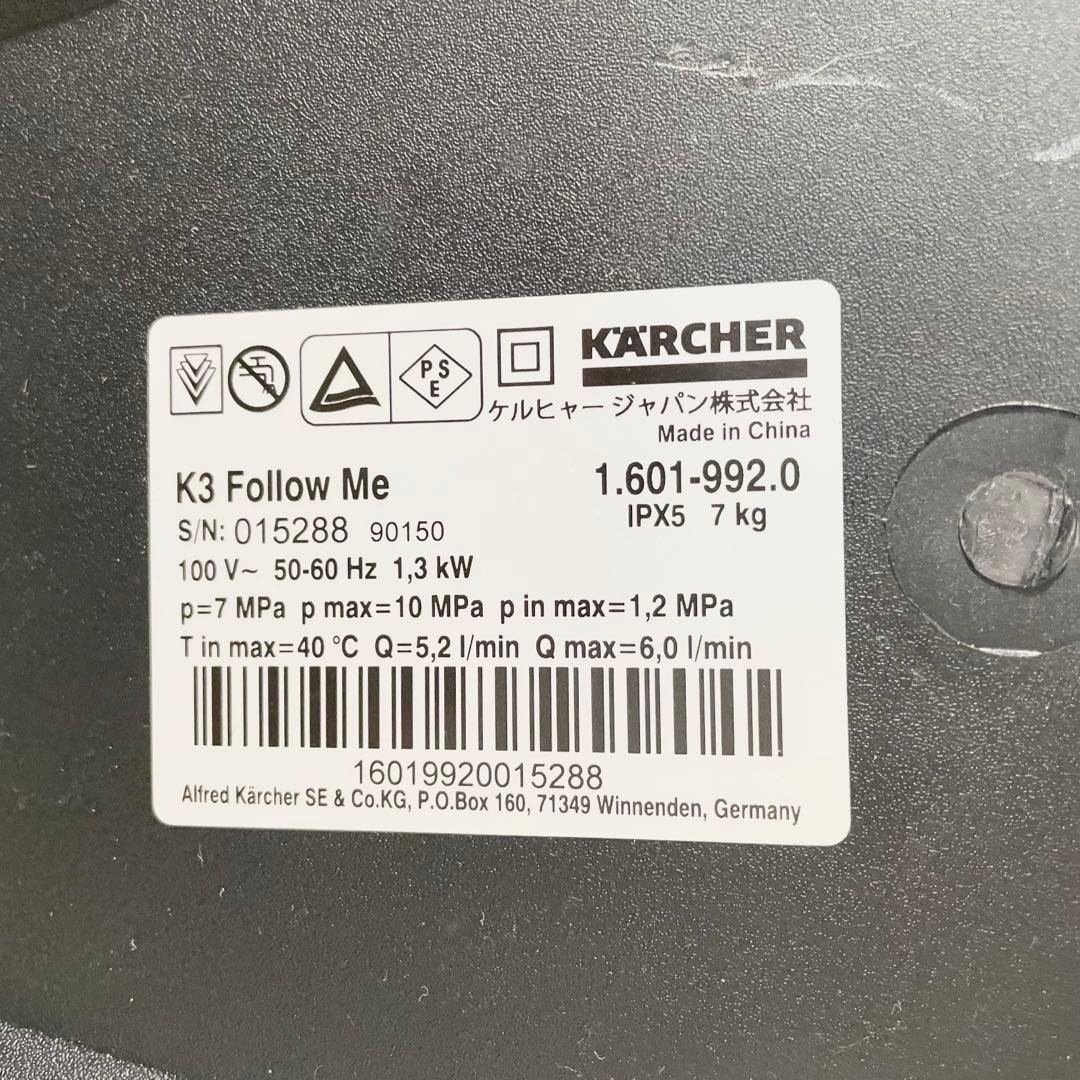 P S
E
KÄRCHER
ケルヒャー ジャパン株式会社
Made in China
K3 Follow Me
1.601-992.0
S/N: 015288 90150
IPX5 7 kg
100 V~ 50-60 Hz 1,3 kW
p=7 MPa p max=10 MPa p in max=1,2 MPa
T in max=40 °C Q=5,2 l/min Q max=6,0 l/min
16019920015288
Alfred Kärcher SE & Co.KG, P.O.Box 160, 71349 Winnenden, Germany